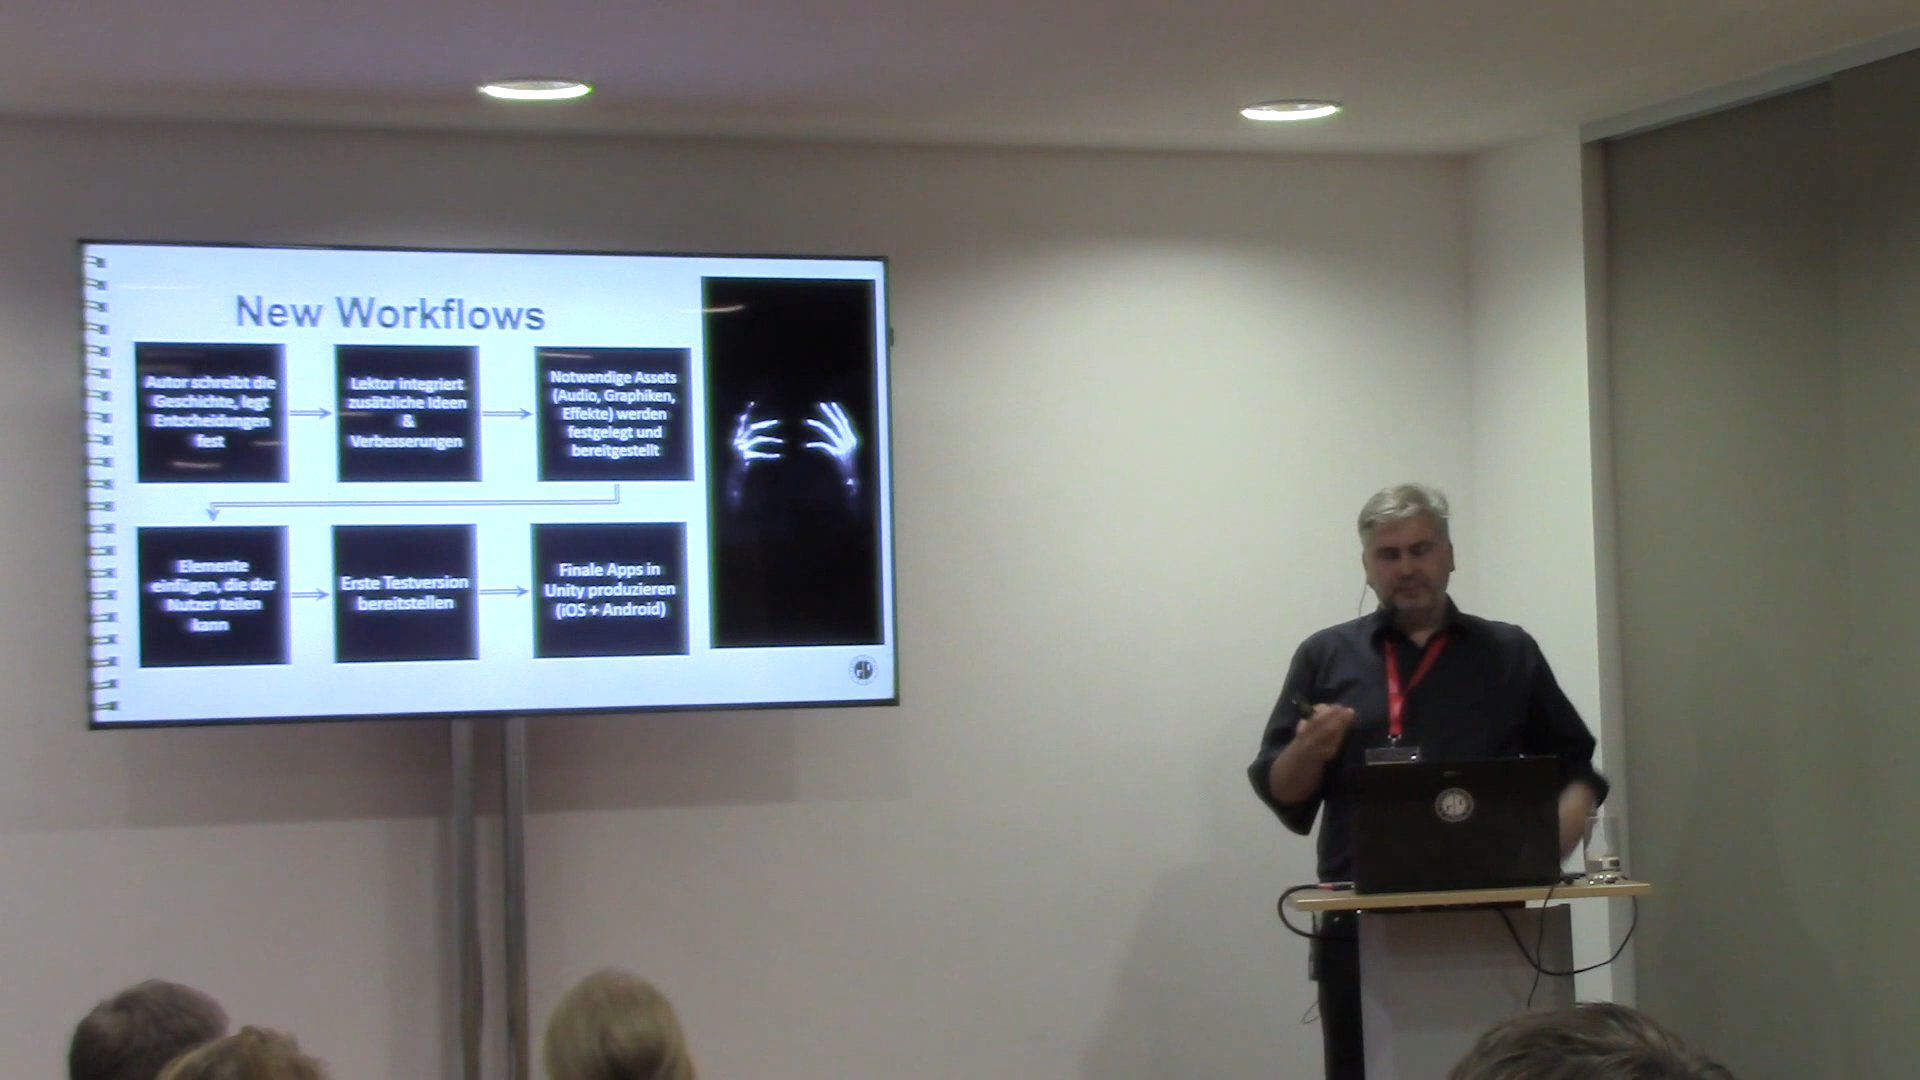 New Workflows
Autor schreibt die
Geschichte, legt
Entscheidungen
fest
Lektor integriert
zusätzliche Ideen
&
Verbesserungen
Notwendige Assets
(Audio, Graphiken,
Effekte) werden
festgelegt und
bereitgestellt
Elemente
einfügen, die der
Nutzer teilen
kann
Erste Testversion
bereitstellen
Finale Apps in
Unity produzieren
(iOS + Android)